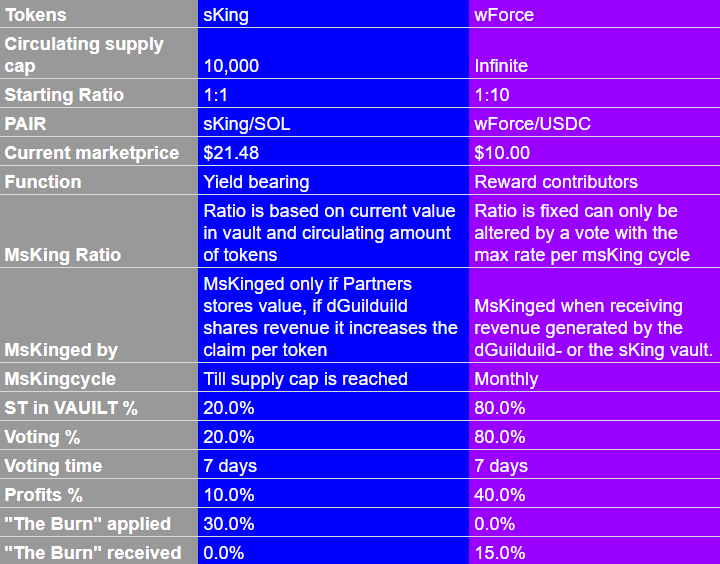 Tokens sKing wForce
Circulating supply
cap 10,000 Infinite
Starting Ratio 1:1 1:10
PAIR sKing/SOL wForce/USDC
Current marketprice $21.48 $10.00
Function Yield bearing Reward contributors
MsKing Ratio
Ratio is based on current value
in vault and circulating amount
of tokens
Ratio is fixed can only be
altered by a vote with the
max rate per msKing cycle
MsKinged by
MsKinged only if Partners
stores value, if dGuilduild
shares revenue it increases the
claim per token
MsKinged when receiving
revenue generated by the
dGuilduild- or the sKing vault.
MsKingcycle Till supply cap is reached Monthly
ST in VAUILT % 20.0% 80.0%
Voting % 20.0% 80.0%
Voting time 7 days 7 days
Profits % 10.0% 40.0%
"The Burn" applied 30.0% 0.0%
"The Burn" received 0.0% 15.0%